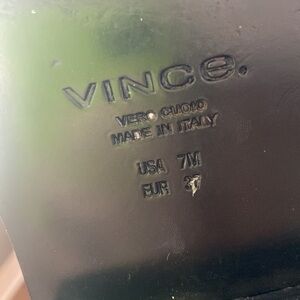 VINCE.
VERO CUOIO
MADE IN ITALY
USA 7M
EUR 37